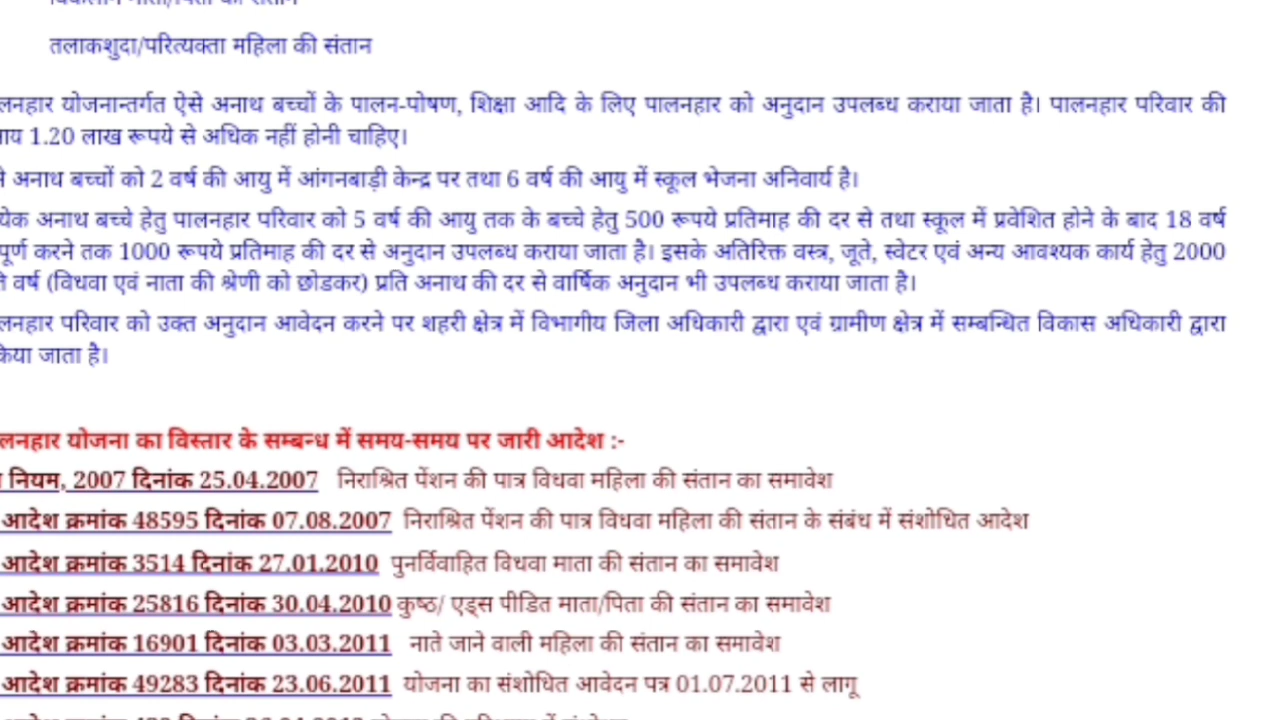 तलाकशुदा/परित्यक्ता महिला की संतान
योजनान्तर्गत ऐसे अनाथ बच्चों के पालन-पोषण, शिक्षा आदि के लिए पालनहार को अनुदान उपलब्ध कराया जाता है। पालनहार परिवार की
1.20 लाख रूपये से अधिक नहीं होनी चाहिए।
अनाथ बच्चों को 2 वर्ष की आयु में आंगनबाड़ी केन्द्र पर तथा 6 वर्ष की आयु में स्कूल भेजना अनिवार्य है।
अनाथ बच्चे हेतु पालनहार परिवार को 5 वर्ष की आयु तक के बच्चे हेतु 500 रूपये प्रतिमाह की दर से तथा स्कूल में प्रवेशित होने के बाद 18 वर्ष
पूर्ण करने तक 1000 रूपये प्रतिमाह की दर से अनुदान उपलब्ध कराया जाता है। इसके अतिरिक्त वस्त्र, जूते, स्वेटर एवं अन्य आवश्यक कार्य हेतु 2000
वर्ष (विधवा एवं नाता की श्रेणी को छोडकर) प्रति अनाथ की दर से वार्षिक अनुदान भी उपलब्ध कराया जाता है।
परिवार को उक्त अनुदान आवेदन करने पर शहरी क्षेत्र में विभागीय जिला अधिकारी द्वारा एवं ग्रामीण क्षेत्र में सम्बन्धित विकास अधिकारी द्वारा
किया जाता है।
योजना का विस्तार के सम्बन्ध में समय-समय पर जारी आदेश :-
नियम, 2007 दिनांक 25.04.2007 निराश्रित पेंशन की पात्र विधवा महिला की संतान का समावेश
आदेश क्रमांक 48595 दिनांक 07.08.2007 निराश्रित पेंशन की पात्र विधवा महिला की संतान के संबंध में संशोधित आदेश
आदेश क्रमांक 3514 दिनांक 27.01.2010 पुनर्विवाहित विधवा माता की संतान का समावेश
आदेश क्रमांक 25816 दिनांक 30.04.2010 कुष्ठ/ एड्स पीडित माता/पिता की संतान का समावेश
आदेश क्रमांक 16901 दिनांक 03.03.2011 नाते जाने वाली महिला की संतान का समावेश
आदेश क्रमांक 49283 दिनांक 23.06.2011 योजना का संशोधित आवेदन पत्र 01.07.2011 से लागू